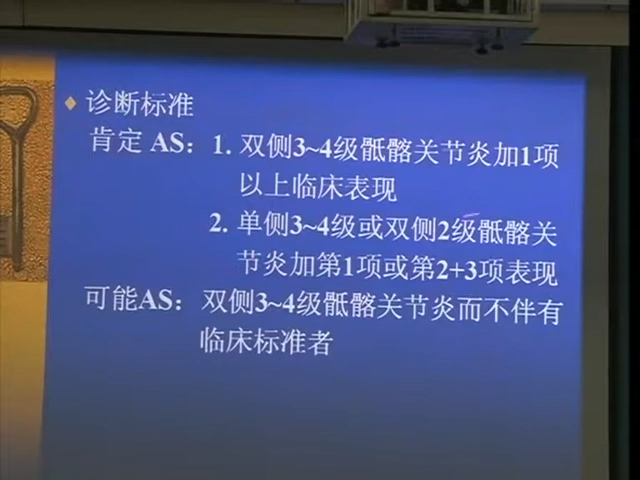 诊断标准
肯定 AS：1. 双侧3~4级骶髂关节炎加1项
以上临床表现
2. 单侧3~4级或双侧2级骶髂关
节炎加第1项或第2+3项表现
可能AS： 双侧3~4级骶髂关节炎而不伴有
临床标准者